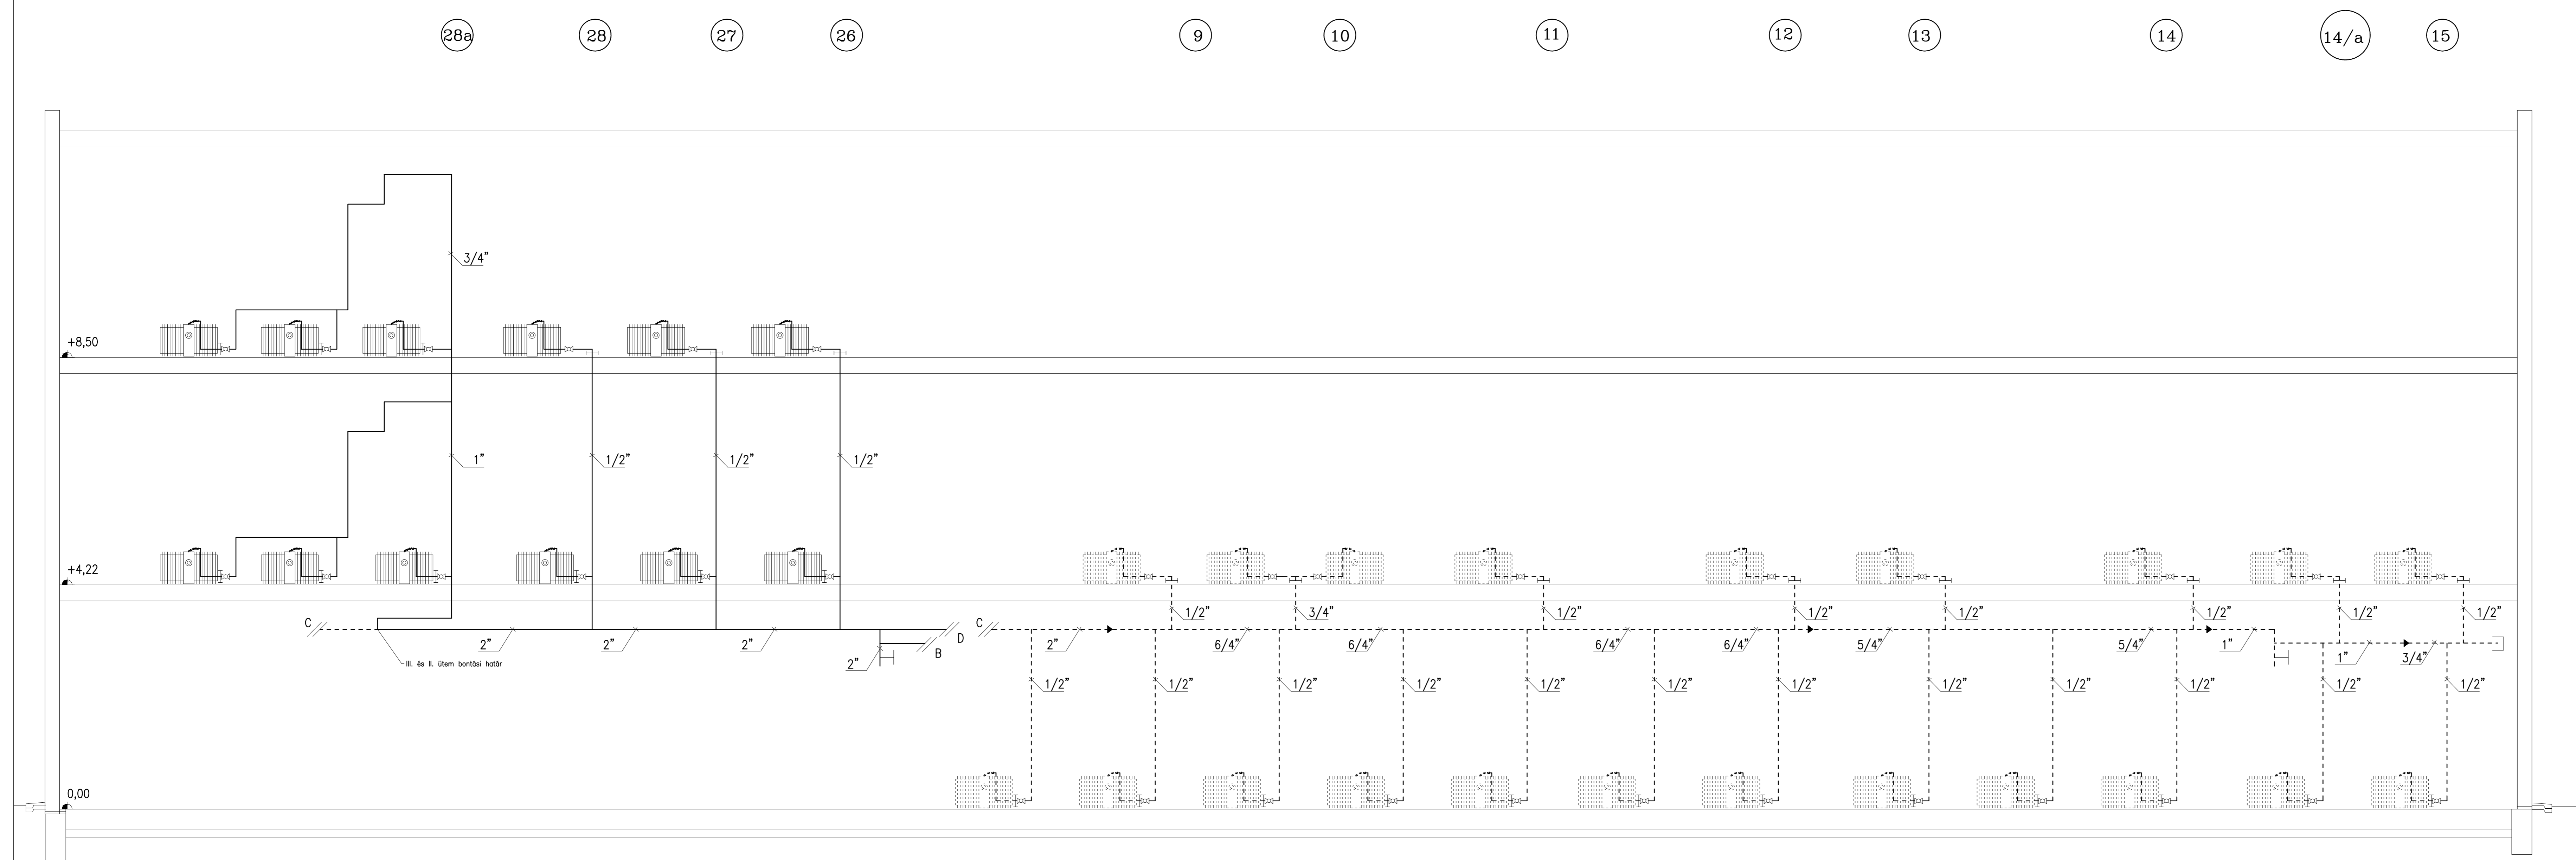 28a 28 27 26 9 10 11 12 13 14 14/a 15
3/4"
+8,50
1" 1/2" 1/2" 1/2"
+4,22
1/2" 3/4" 1/2" 1/2" 1/2" 1/2" 1/2" 1/2"
C D C
2" 2" 2" 2" 6/4" 6/4" 6/4" 6/4" 5/4" 5/4" 1"
B
III. és II. ütem bontási határ
2" 1" 3/4"
1/2" 1/2" 1/2" 1/2" 1/2" 1/2" 1/2" 1/2" 1/2" 1/2" 1/2" 1/2"
0,00